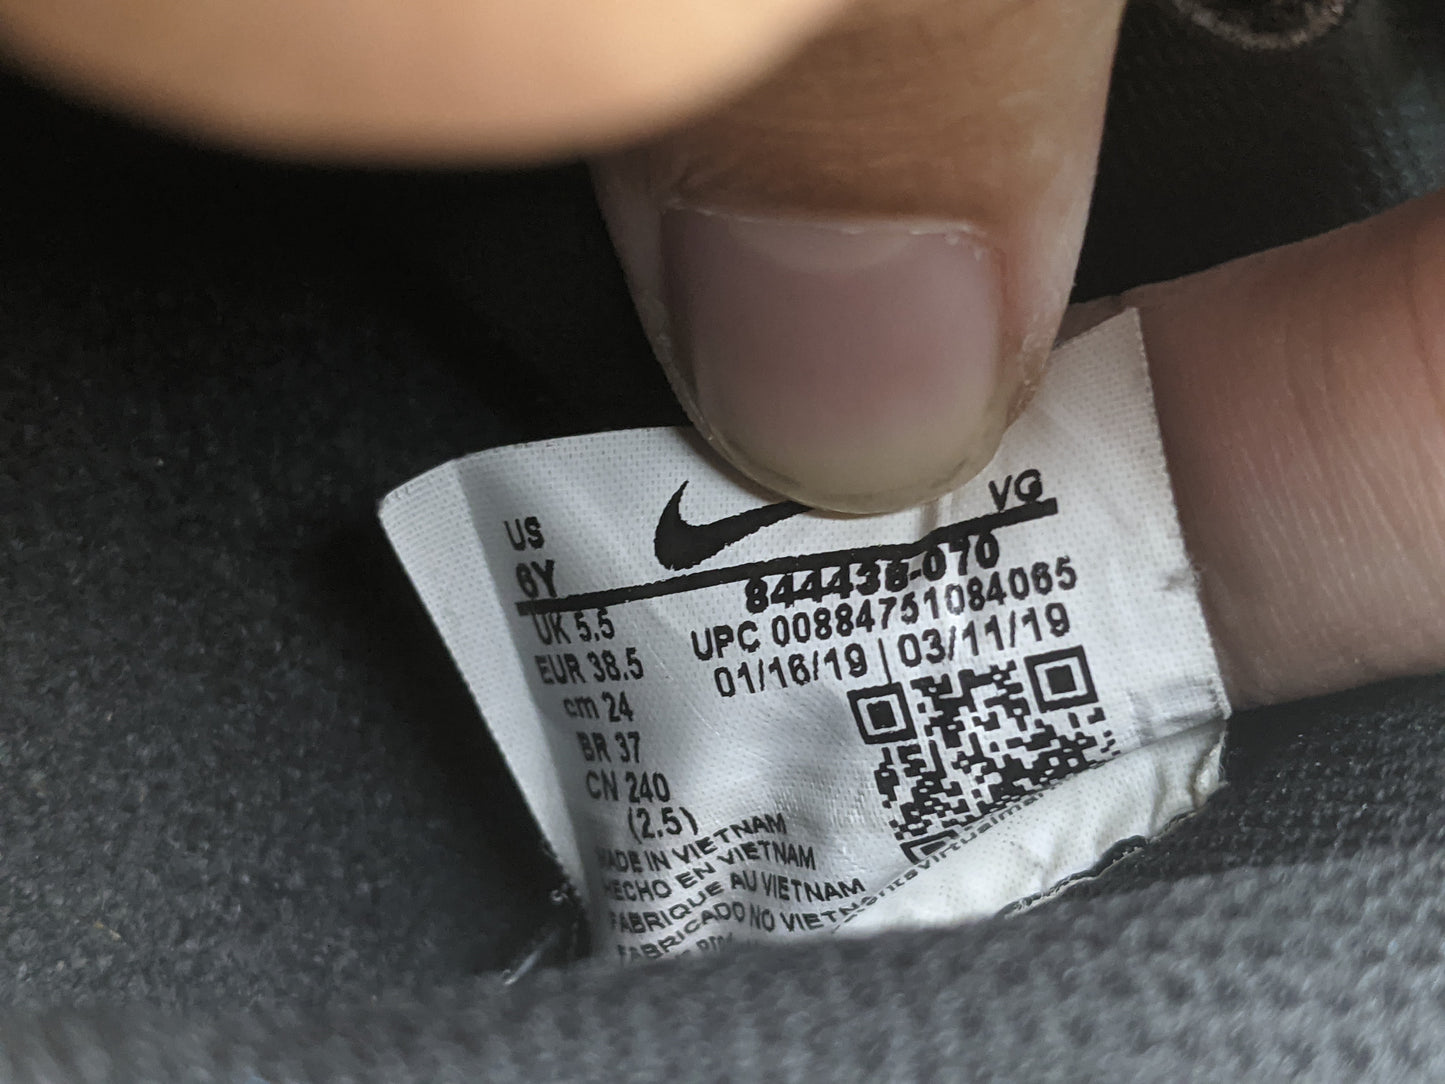 US
6Y
UK 5.5
EUR 38.5
cm 24
BR 37
CN 240
(2.5)
VG
844438-070
UPC 00884751084065
01/16/19 | 03/11/19
MADE IN VIETNAM
HECHO EN VIETNAM
FABRIQUE AU VIETNAM
FABRICADO NO VIETNAM